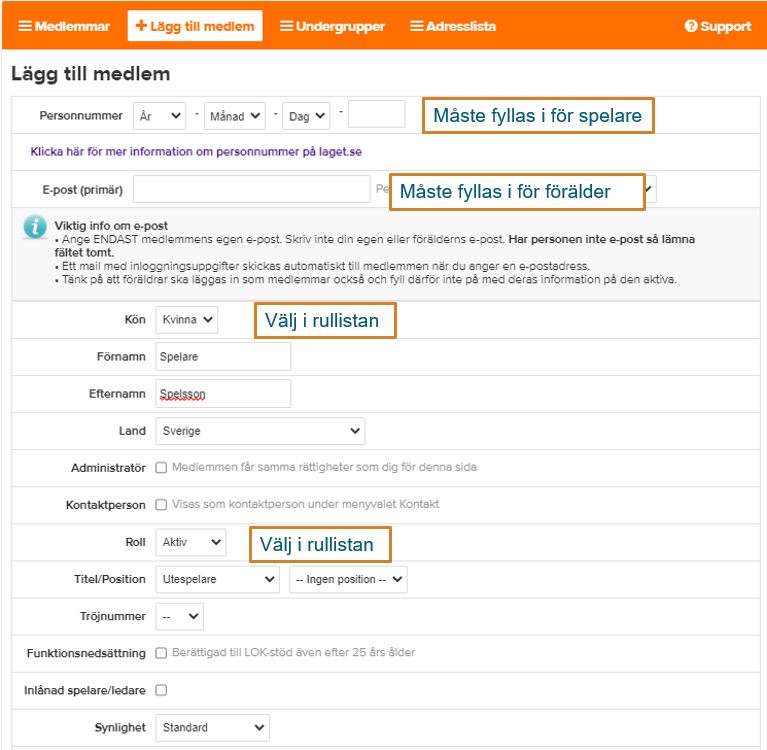 Medlemmar Lägg till medlem Undergrupper Adresslista Support
Lägg till medlem
Personnummer År - Månad - Dag - Måste fyllas i för spelare
Klicka här för mer information om personnummer på laget.se
E-post (primär) Måste fyllas i för förälder
Viktig info om e-post
• Ange ENDAST medlemmens egen e-post. Skriv inte din egen eller förälderns e-post. Har personen inte e-post så lämna
fältet tomt.
• Ett mail med inloggningsuppgifter skickas automatiskt till medlemmen när du anger en e-postadress.
• Tänk på att föräldrar ska läggas in som medlemmar också och fyll därför inte på med deras information på den aktiva.
Kön Kvinna Välj i rullistan
Förnamn Spelare
Efternamn Spelsson
Land Sverige
Administratör Medlemmen får samma rättigheter som dig för denna sida
Kontaktperson Visas som kontaktperson under menyvalet Kontakt
Roll Aktiv Välj i rullistan
Titel/Position Utespelare -- Ingen position --
Tröjnummer --
Funktionsnedsättning Berättigad till LOK-stöd även efter 25 års ålder
Inlånad spelare/ledare
Synlighet Standard